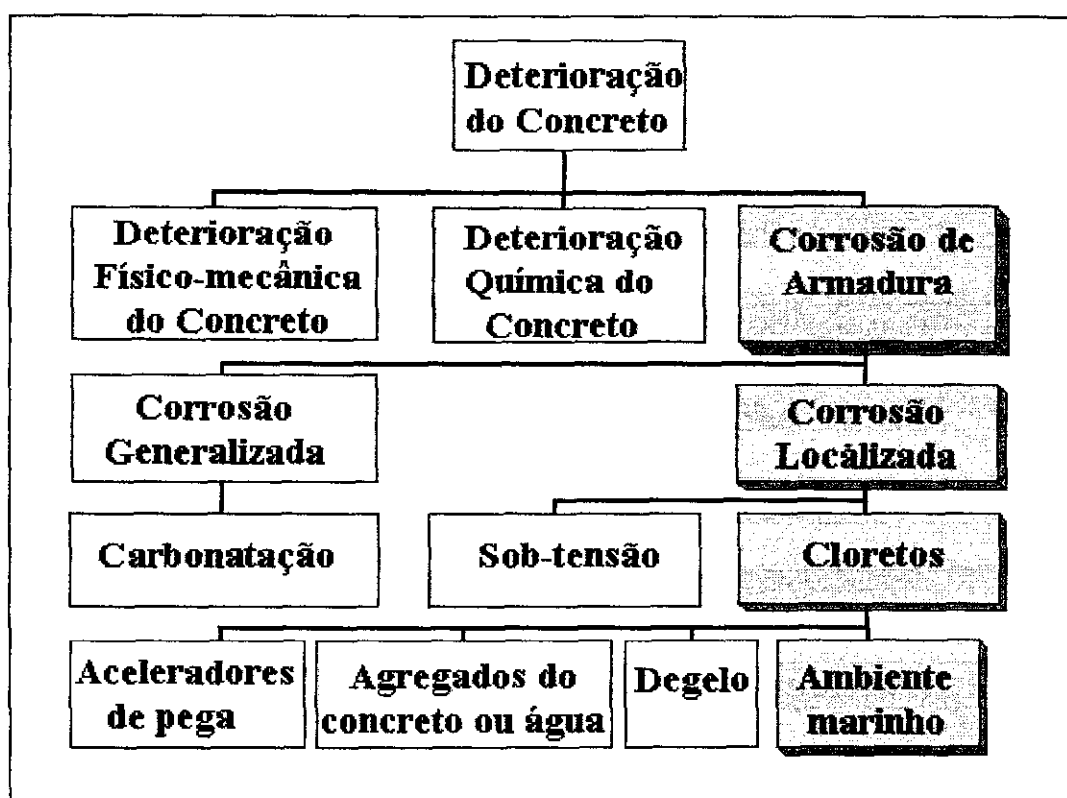 Deterioração
do Concreto
Deterioração
Físico-mecânica
do Concreto
Deterioração
Química do
Concreto
Corrosão de
Armadura
Corrosão
Generalizada
Corrosão
Localizada
Carbonatação
Sob-tensão
Cloretos
Aceleradores
de pega
Agregados do
concreto ou água
Degelo
Ambiente
marinho